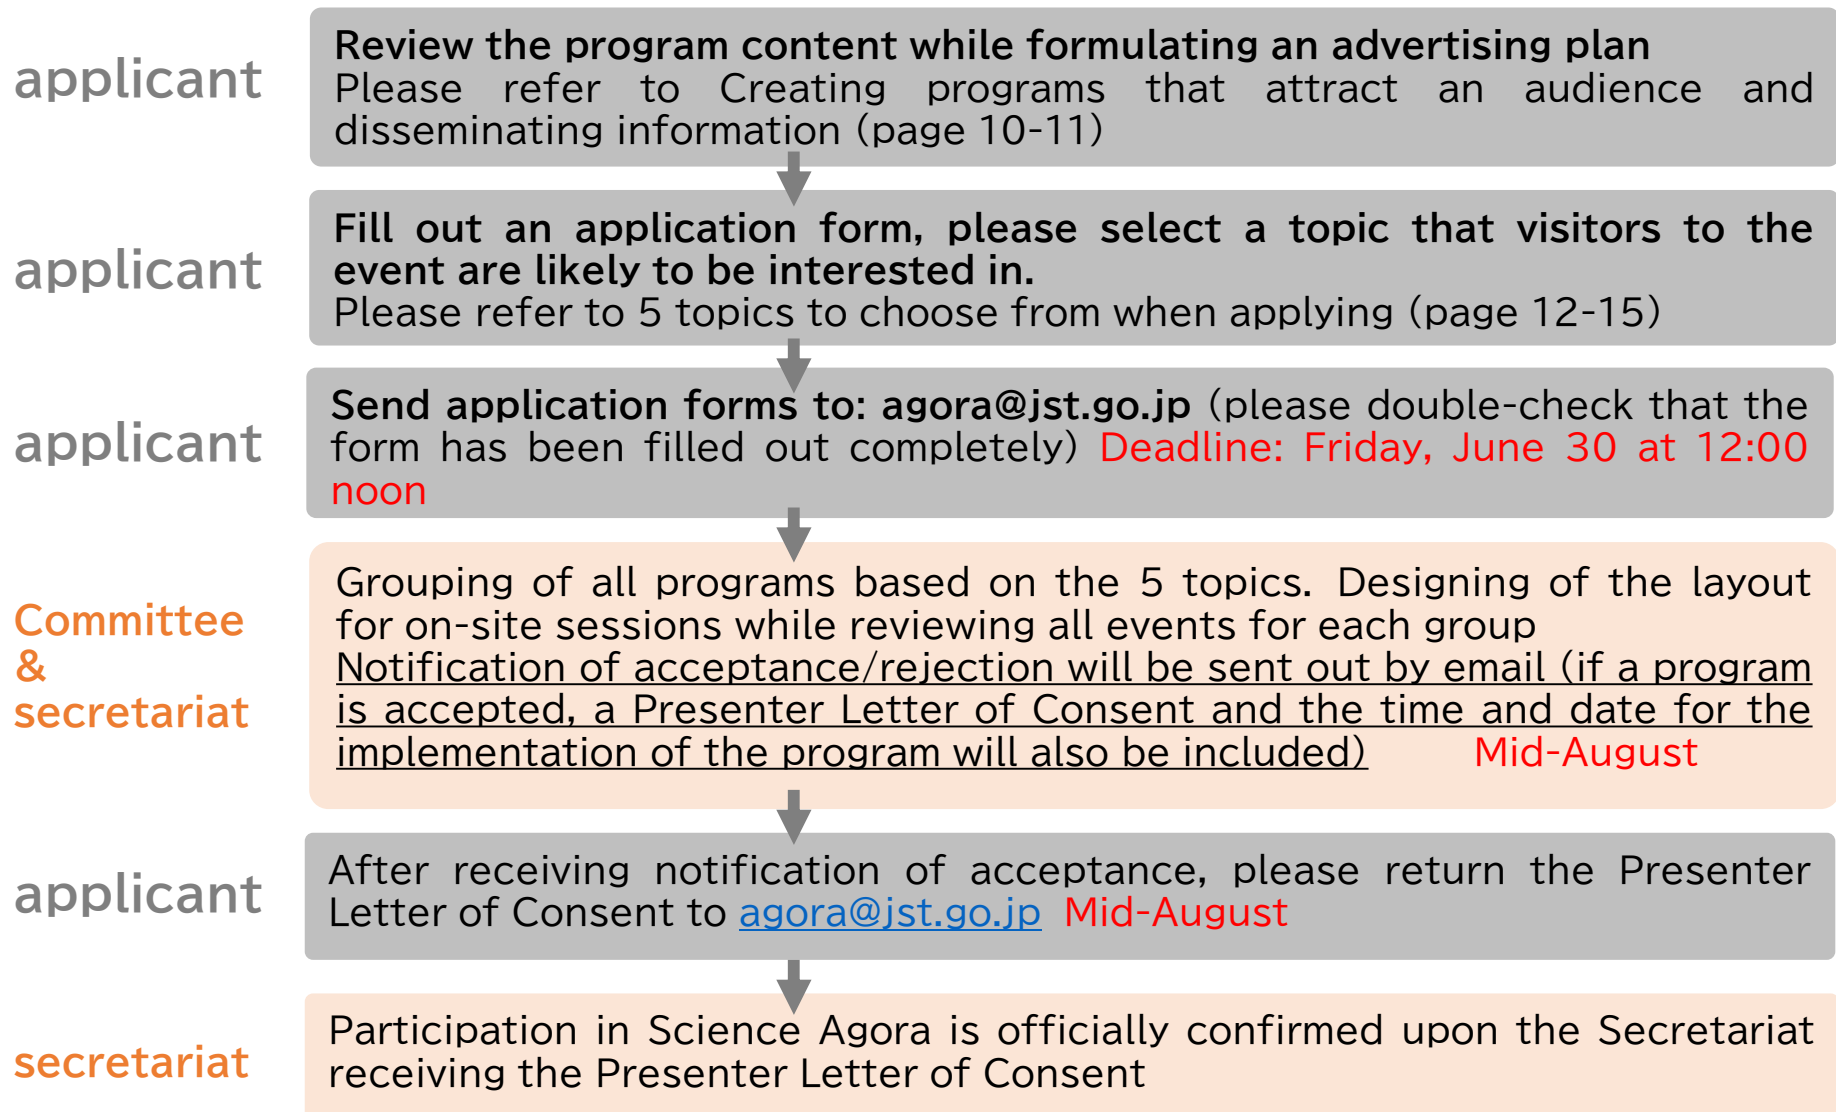 applicant
Review the program content while formulating an advertising plan
Please refer to Creating programs that attract an audience and
disseminating information (page 10-11)
applicant
Fill out an application form, please select a topic that visitors to the
event are likely to be interested in.
Please refer to 5 topics to choose from when applying (page 12-15)
applicant
Send application forms to: agora@jst.go.jp (please double-check that the
form has been filled out completely) Deadline: Friday, June 30 at 12:00
noon
Committee
&
secretariat
Grouping of all programs based on the 5 topics. Designing of the layout
for on-site sessions while reviewing all events for each group
Notification of acceptance/rejection will be sent out by email (if a program
is accepted, a Presenter Letter of Consent and the time and date for the
implementation of the program will also be included) Mid-August
applicant
After receiving notification of acceptance, please return the Presenter
Letter of Consent to agora@jst.go.jp Mid-August
secretariat
Participation in Science Agora is officially confirmed upon the Secretariat
receiving the Presenter Letter of Consent